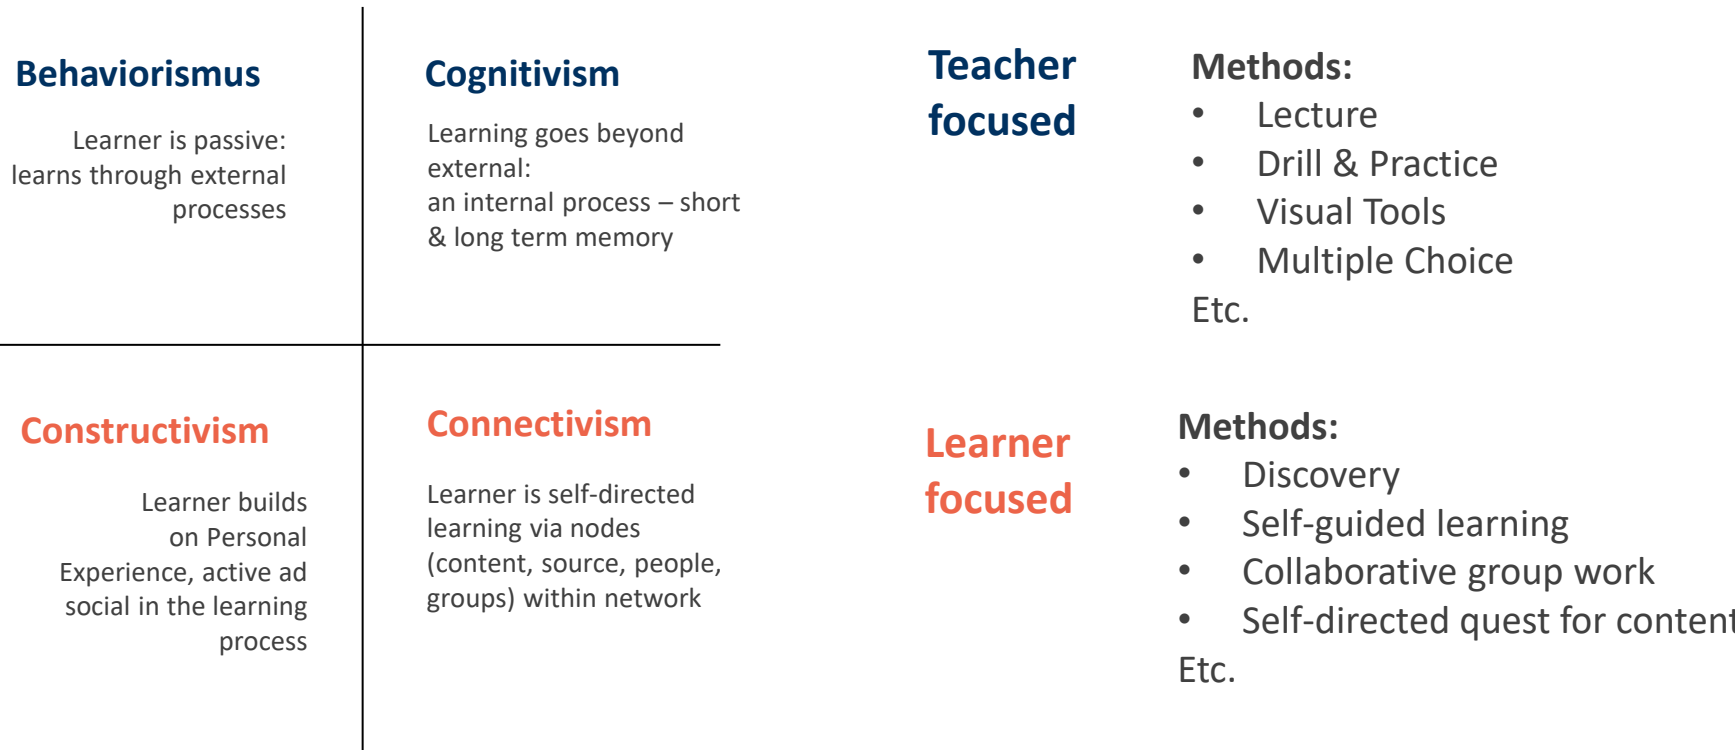 Behaviorismus
Learner is passive:
learns through external
processes
Cognitivism
Learning goes beyond
external:
an internal process – short
& long term memory
Teacher
focused
Methods:
• Lecture
• Drill & Practice
• Visual Tools
• Multiple Choice
Etc.
Constructivism
Learner builds
on Personal
Experience, active ad
social in the learning
process
Connectivism
Learner is self-directed
learning via nodes
(content, source, people,
groups) within network
Learner
focused
Methods:
• Discovery
• Self-guided learning
• Collaborative group work
• Self-directed quest for content
Etc.